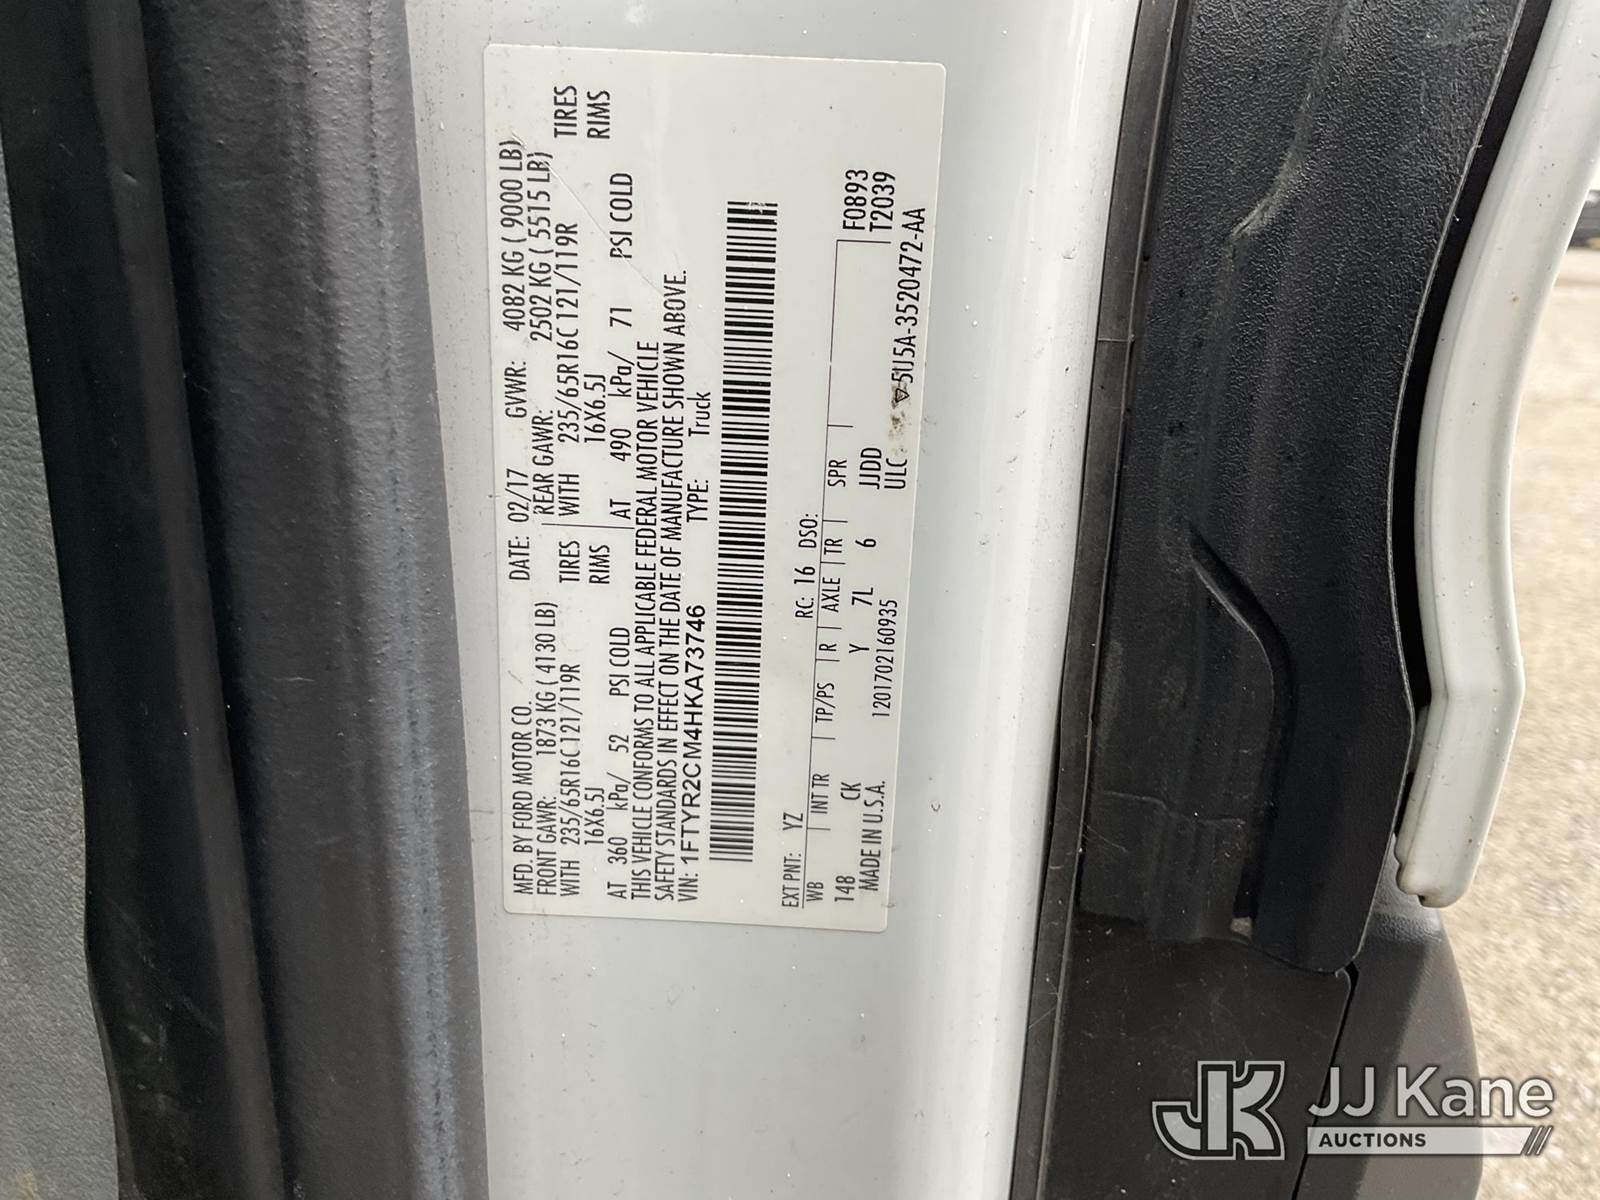 MFD. BY FORD MOTOR CO. DATE: 02/17 GVWR: 4082 KG ( 9000 LB)
FRONT GAWR: 1873 KG ( 4130 LB) REAR GAWR: 2502 KG ( 5515 LB)
WITH 235/65R16C 121/119R TIRES WITH 235/65R16C 121/119R TIRES
16X6.5J RIMS 16X6.5J RIMS
AT 360 kPa/ 52 PSI COLD AT 490 kPa/ 71 PSI COLD
THIS VEHICLE CONFORMS TO ALL APPLICABLE FEDERAL MOTOR VEHICLE
SAFETY STANDARDS IN EFFECT ON THE DATE OF MANUFACTURE SHOWN ABOVE.
VIN: 1FTYR2CM4HKA73746 TYPE: Truck
EXT PNT: YZ RC: 16 DSO:
WB INT TR TP/PS R AXLE TR SPR F0893
148 CK Y 7L 6 JJDD T2039
MADE IN U.S.A. 120170216093​5 ULC 5U5A-3520472-AA
JK JJ Kane
AUCTIONS